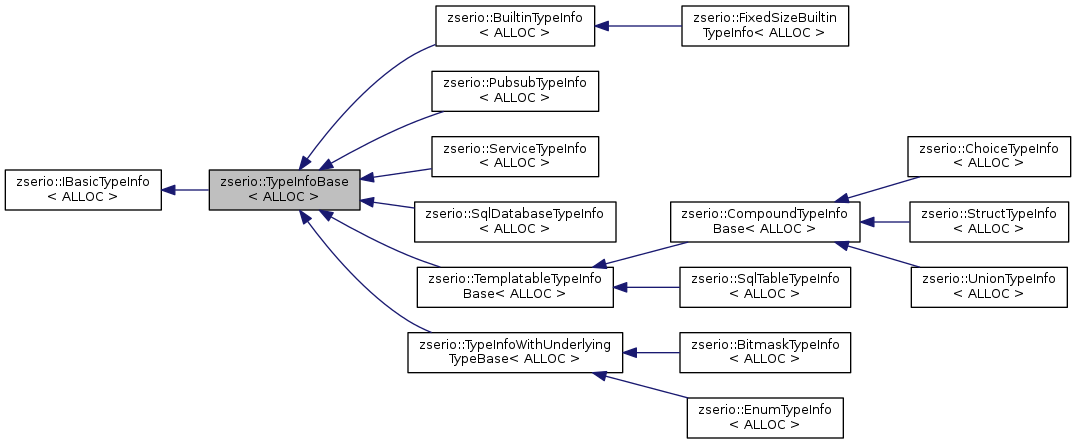 zserio::BuiltinTypeInfo
< ALLOC >
zserio::FixedSizeBuiltin
TypeInfo< ALLOC >
zserio::PubsubTypeInfo
< ALLOC >
zserio::ServiceTypeInfo
< ALLOC >
zserio::ChoiceTypeInfo
< ALLOC >
zserio::IBasicTypeInfo
< ALLOC >
zserio::TypeInfoBase
< ALLOC >
zserio::SqlDatabaseTypeInfo
< ALLOC >
zserio::CompoundTypeInfo
Base< ALLOC >
zserio::StructTypeInfo
< ALLOC >
zserio::TemplatableTypeInfo
Base< ALLOC >
zserio::SqlTableTypeInfo
< ALLOC >
zserio::UnionTypeInfo
< ALLOC >
zserio::TypeInfoWithUnderlying
TypeBase< ALLOC >
zserio::BitmaskTypeInfo
< ALLOC >
zserio::EnumTypeInfo
< ALLOC >